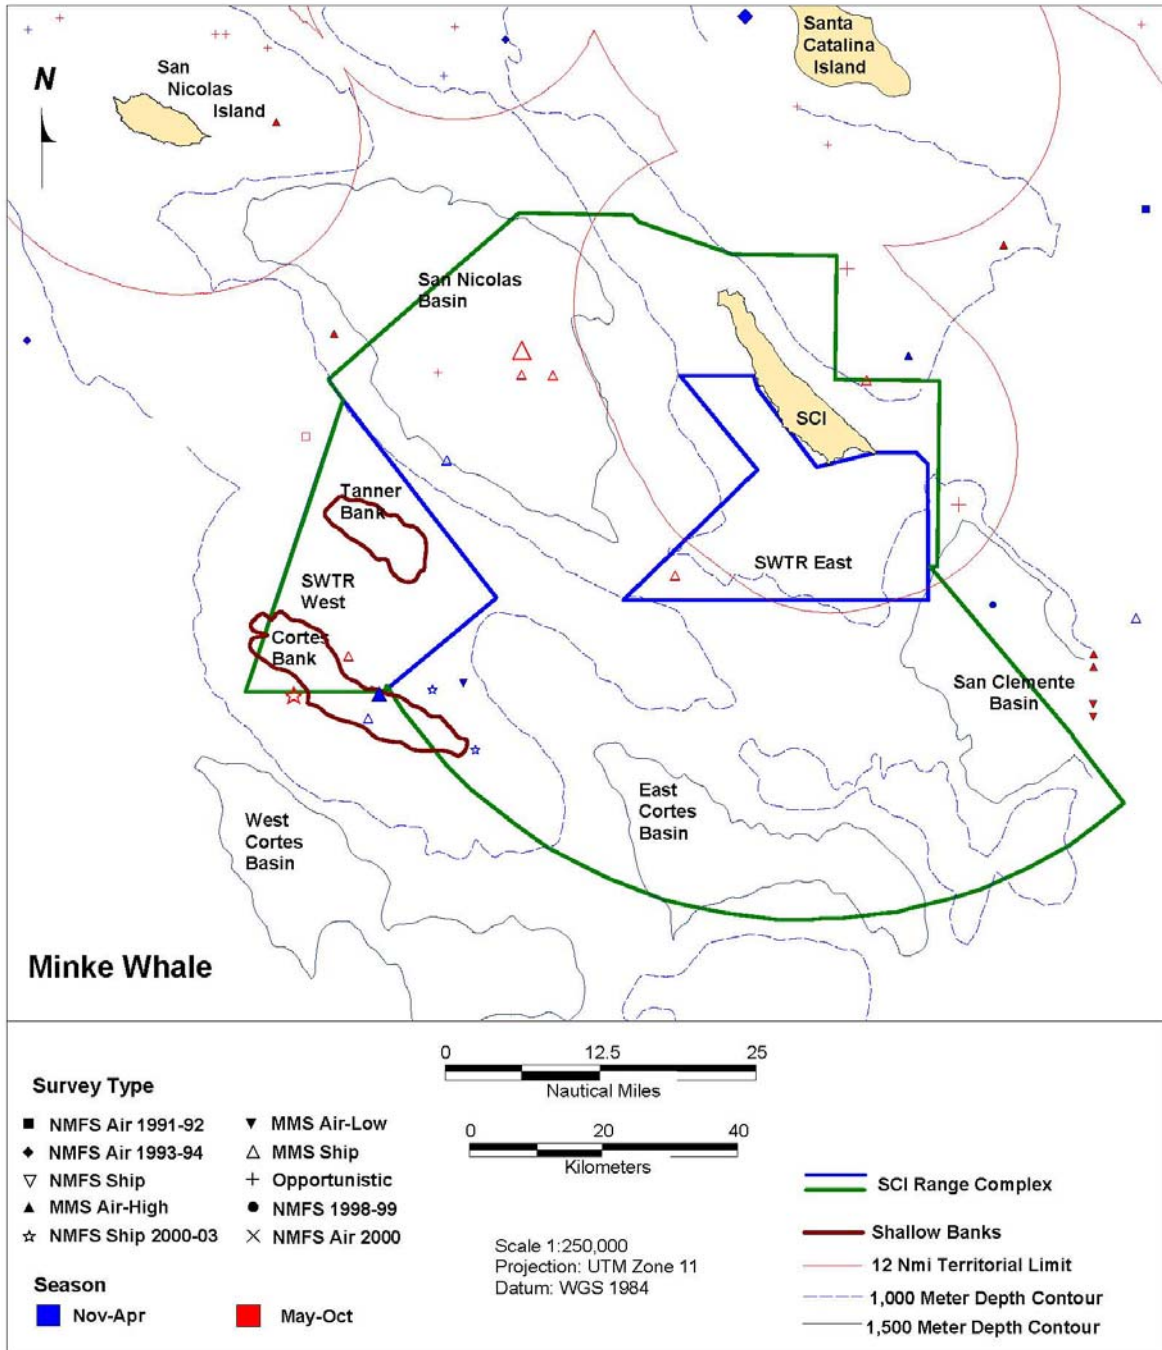 Santa
Catalina
Island
San
Nicolas
Island
N
San Nicolas
Basin
SCI
Tanner
Bank
SWTR East
SWTR
West
Cortes
Bank
San Clemente
Basin
East
Cortes
Basin
West
Cortes
Basin
Minke Whale
0 12.5 25
Nautical Miles
0 20 40
Kilometers
Survey Type
NMFS Air 1991-92
NMFS Air 1993-94
NMFS Ship
MMS Air-High
NMFS Ship 2000-03
MMS Air-Low
MMS Ship
Opportunistic
NMFS 1998-99
NMFS Air 2000
Season
Nov-Apr
May-Oct
Scale 1:250,000
Projection: UTM Zone 11
Datum: WGS 1984
SCI Range Complex
Shallow Banks
12 Nmi Territorial Limit
1,000 Meter Depth Contour
1,500 Meter Depth Contour